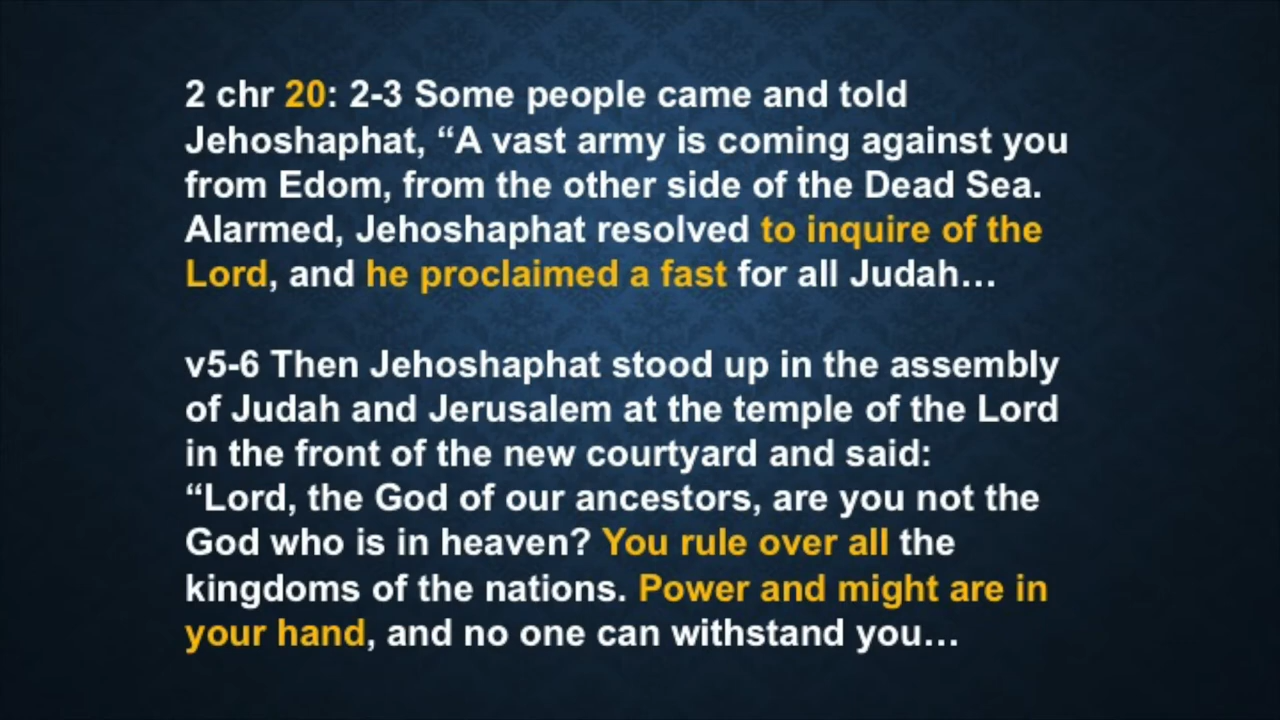 2 chr 20: 2-3 Some people came and told
Jehoshaphat, “A vast army is coming against you
from Edom, from the other side of the Dead Sea.
Alarmed, Jehoshaphat resolved to inquire of the
Lord, and he proclaimed a fast for all Judah…
v5-6 Then Jehoshaphat stood up in the assembly
of Judah and Jerusalem at the temple of the Lord
in the front of the new courtyard and said:
“Lord, the God of our ancestors, are you not the
God who is in heaven? You rule over all the
kingdoms of the nations. Power and might are in
your hand, and no one can withstand you…